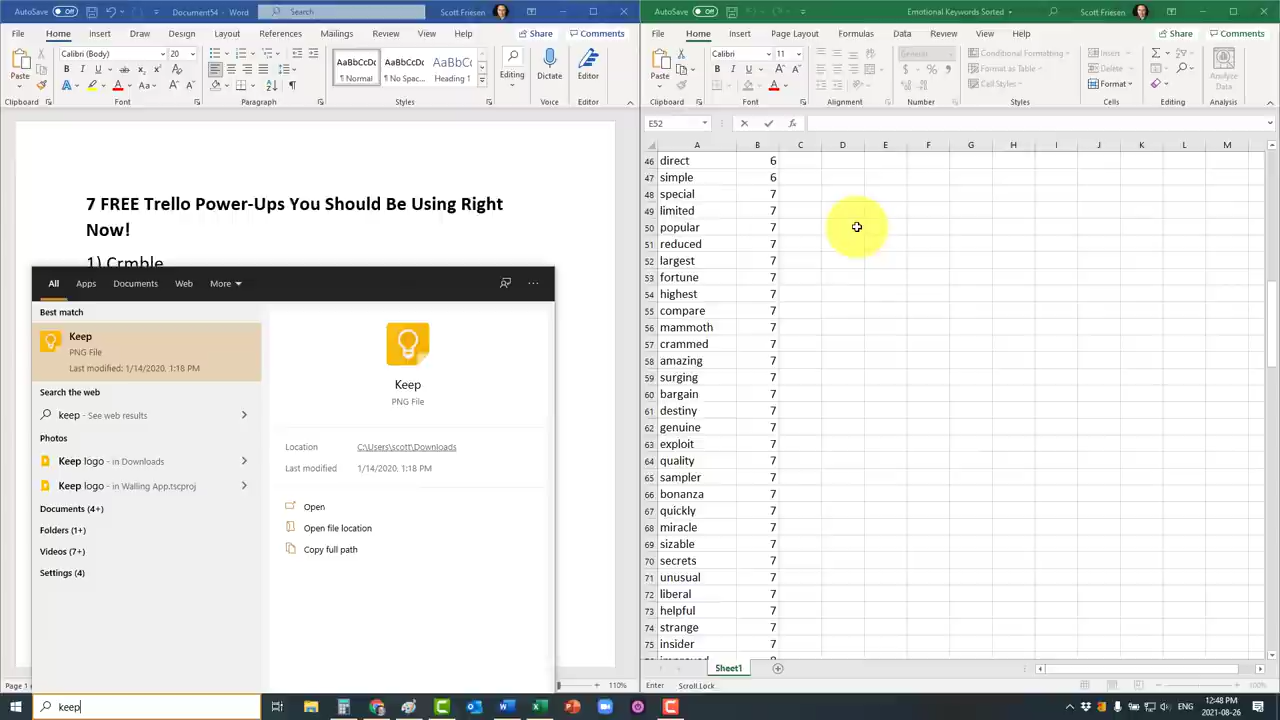 AutoSave Off Document54 - Word Search Scott Friesen
File Home Insert Draw Design Layout References Mailings Review View Help Share Comments
Paste Calibri (Body) 20 AaBbCcDc AaBbCcDc AaBbCc
B I U ab A
¶ Normal ¶ No Spac... Heading 1 Editing Dictate Editor
Clipboard Font Paragraph Styles Voice Editor
7 FREE Trello Power-Ups You Should Be Using Right
Now!
1) Crmble
All Apps Documents Web More
Best match
Keep
PNG File
Last modified: 1/14/2020, 1:18 PM
Search the web
keep - See web results
Photos
Keep logo - in Downloads
Keep logo - in Walling App.tscproj
Documents (4+)
Folders (1+)
Videos (7+)
Settings (4)
Keep
PNG File
Location C:\Users\scott\Downloads
Last modified 1/14/2020, 1:18 PM
Open
Open file location
Copy full path
Page 1
110%
AutoSave Off Emotional Keywords Sorted Scott Friesen
File Home Insert Page Layout Formulas Data Review View Help Share Comments
Paste Calibri 11 Generic Conditional Formatting Insert
B I U Format as Table Delete
Cell Styles Format
Analyze
Data
Clipboard Font Alignment Number Styles Cells Editing Analysis
E52 fx
A B C D E F G H I J K L M
46 direct 6
47 simple 6
48 special 7
49 limited 7
50 popular 7
51 reduced 7
52 largest 7
53 fortune 7
54 highest 7
55 compare 7
56 mammoth 7
57 crammed 7
58 amazing 7
59 surging 7
60 bargain 7
61 destiny 7
62 genuine 7
63 exploit 7
64 quality 7
65 sampler 7
66 bonanza 7
67 quickly 7
68 miracle 7
69 sizable 7
70 secrets 7
71 unusual 7
72 liberal 7
73 helpful 7
74 strange 7
75 insider 7
Sheet1
Enter Scroll Lock
keep
ENG 12:48 PM
2021-08-26